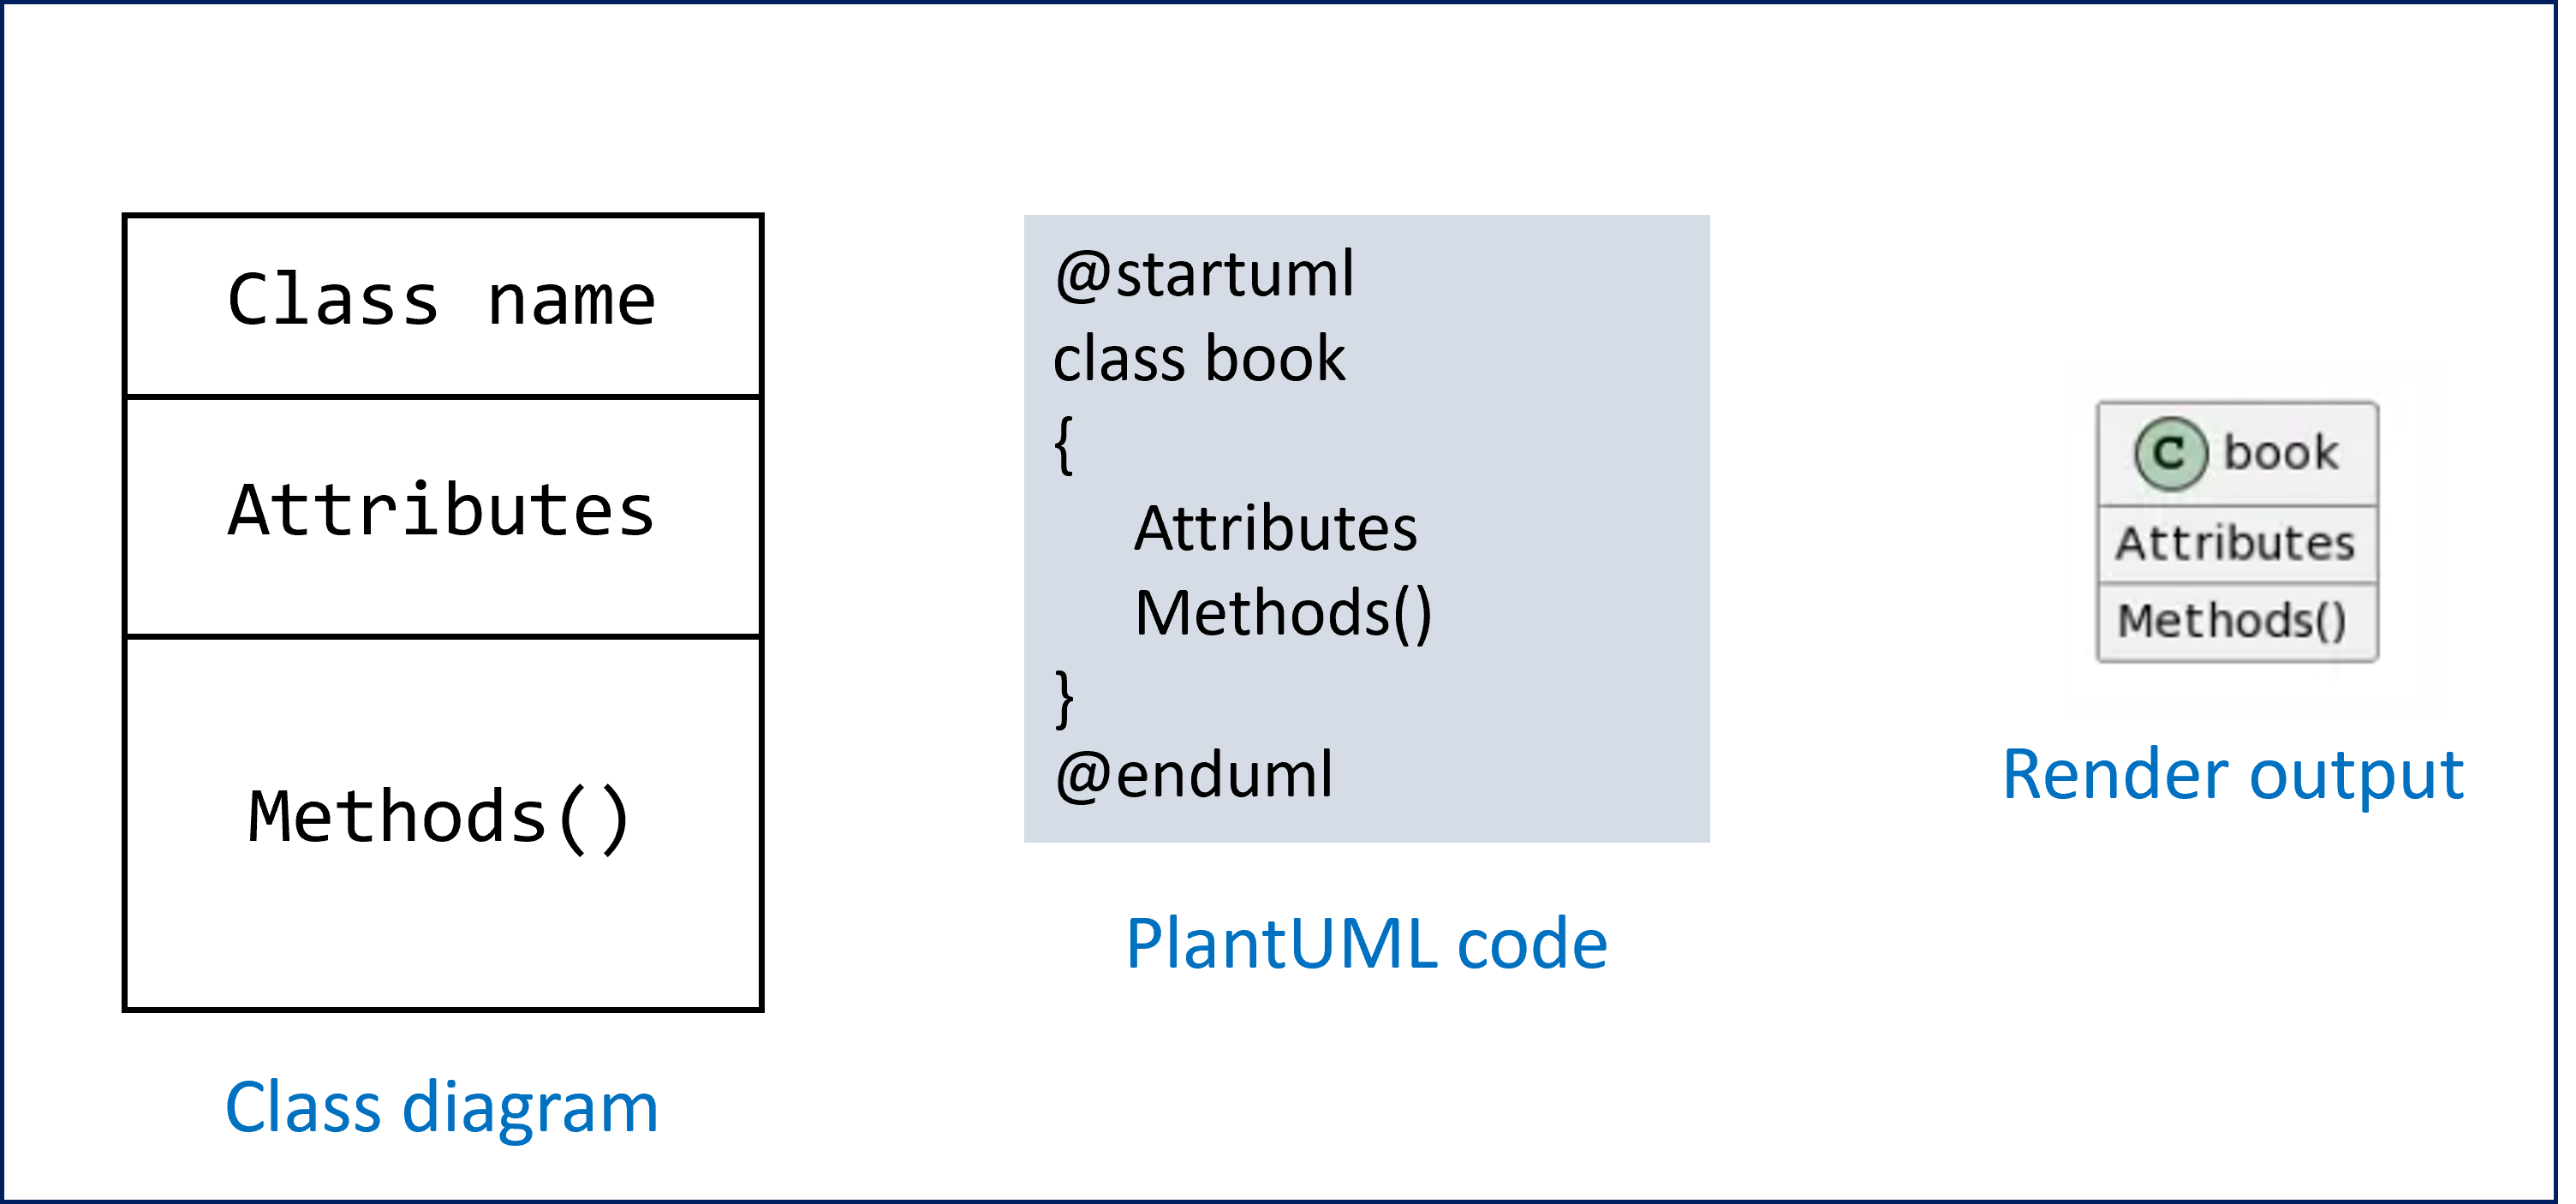 Class name
Attributes
Methods()
Class diagram
@startuml
class book
{
Attributes
Methods()
}
@enduml
PlantUML code
C book
Attributes
Methods()
Render output